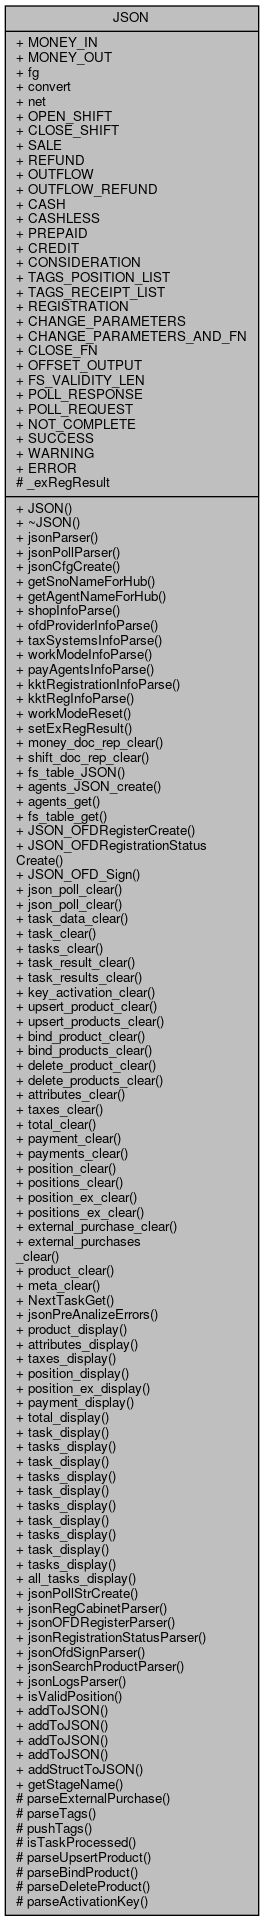 JSON
+ MONEY_IN
+ MONEY_OUT
+ fg
+ convert
+ net
+ OPEN_SHIFT
+ CLOSE_SHIFT
+ SALE
+ REFUND
+ OUTFLOW
+ OUTFLOW_REFUND
+ CASH
+ CASHLESS
+ PREPAID
+ CREDIT
+ CONSIDERATION
+ TAGS_POSITION_LIST
+ TAGS_RECEIPT_LIST
+ REGISTRATION
+ CHANGE_PARAMETERS
+ CHANGE_PARAMETERS_AND_FN
+ CLOSE_FN
+ OFFSET_OUTPUT
+ FS_VALIDITY_LEN
+ POLL_RESPONSE
+ POLL_REQUEST
+ NOT_COMPLETE
+ SUCCESS
+ WARNING
+ ERROR
# _exRegResult
+ JSON()
+ ~JSON()
+ jsonParser()
+ jsonPollParser()
+ jsonCfgCreate()
+ getSnoNameForHub()
+ getAgentNameForHub()
+ shopInfoParse()
+ ofdProviderInfoParse()
+ taxSystemsInfoParse()
+ workModeInfoParse()
+ payAgentsInfoParse()
+ kktRegistrationInfoParse()
+ kktRegInfoParse()
+ workModeReset()
+ setExRegResult()
+ money_doc_rep_clear()
+ shift_doc_rep_clear()
+ fs_table_JSON()
+ agents_JSON_create()
+ agents_get()
+ fs_table_get()
+ JSON_OFDRegisterCreate()
+ JSON_OFDRegistrationStatus
Create()
+ JSON_OFD_Sign()
+ json_poll_clear()
+ json_poll_clear()
+ task_data_clear()
+ task_clear()
+ tasks_clear()
+ task_result_clear()
+ task_results_clear()
+ key_activation_clear()
+ upsert_product_clear()
+ upsert_products_clear()
+ bind_product_clear()
+ bind_products_clear()
+ delete_product_clear()
+ delete_products_clear()
+ attributes_clear()
+ taxes_clear()
+ total_clear()
+ payment_clear()
+ payments_clear()
+ position_clear()
+ positions_clear()
+ position_ex_clear()
+ positions_ex_clear()
+ external_purchase_clear()
+ external_purchases
_clear()
+ product_clear()
+ meta_clear()
+ NextTaskGet()
+ jsonPreAnalizeErrors()
+ product_display()
+ attributes_display()
+ taxes_display()
+ position_display()
+ position_ex_display()
+ payment_display()
+ total_display()
+ task_display()
+ tasks_display()
+ task_display()
+ tasks_display()
+ task_display()
+ tasks_display()
+ task_display()
+ tasks_display()
+ task_display()
+ tasks_display()
+ all_tasks_display()
+ jsonPollStrCreate()
+ jsonRegCabinetParser()
+ jsonOFDRegisterParser()
+ jsonRegistrationStatusParser()
+ jsonOfdSignParser()
+ jsonSearchProductParser()
+ jsonLogsParser()
+ isValidPosition()
+ addToJSON()
+ addToJSON()
+ addToJSON()
+ addToJSON()
+ addStructToJSON()
+ getStageName()
# parseExternalPurchase()
# parseTags()
# pushTags()
# isTaskProcessed()
# parseUpsertProduct()
# parseBindProduct()
# parseDeleteProduct()
# parseActivationKey()